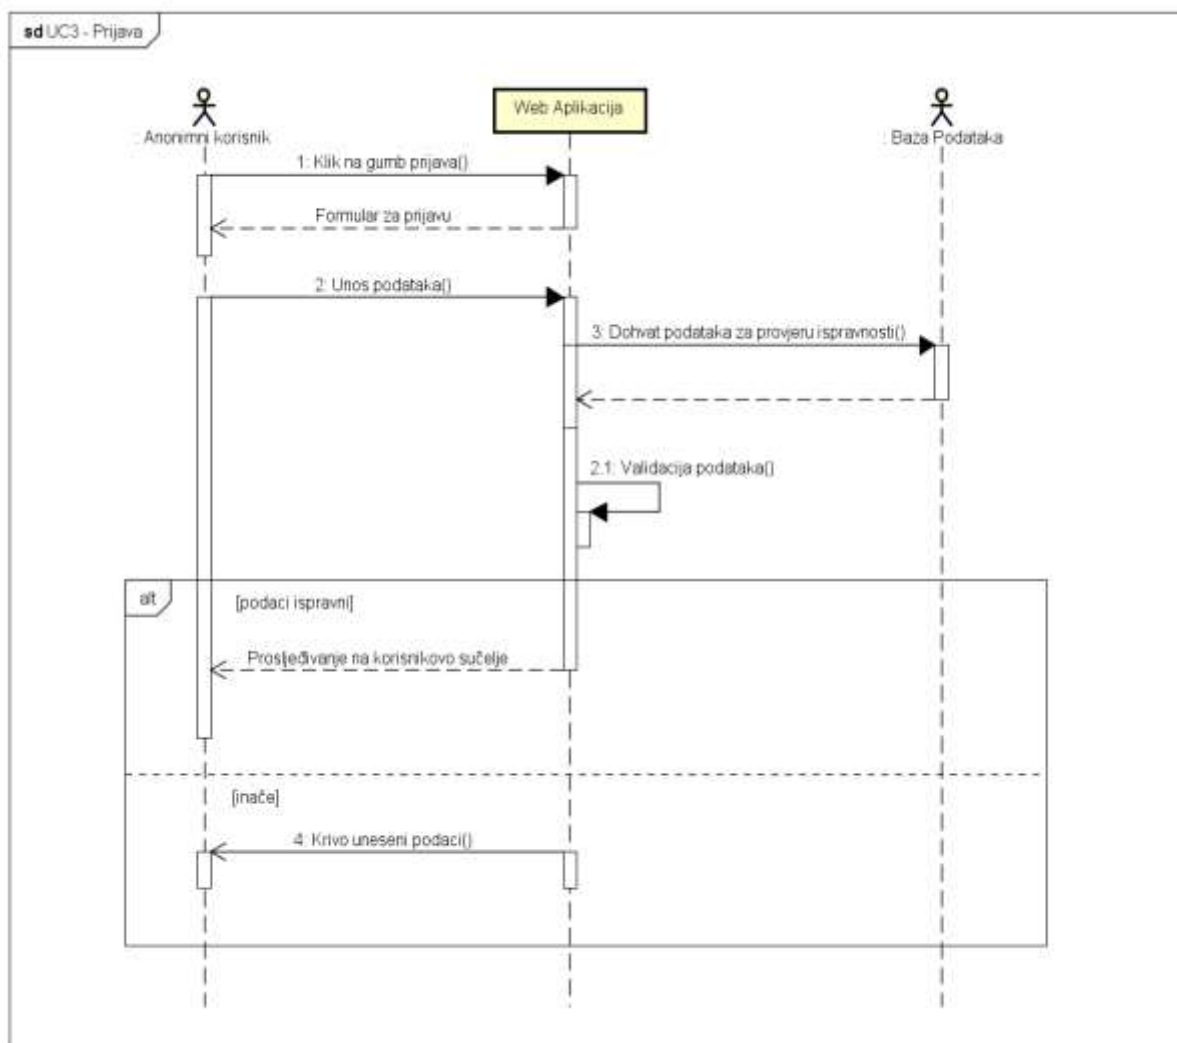 sd UC3 - Prijava
: Anonimni korisnik
Web Aplikacija
: Baza Podataka
1: Klik na gumb prijava()
Formular za prijavu
2: Unos podataka()
3: Dohvat podataka za provjeru ispravnosti()
2.1: Validacija podataka()
alt
[podaci ispravni]
Prosljeđivanje na korisnikovo sučelje
[inače]
4: Krivo uneseni podaci()